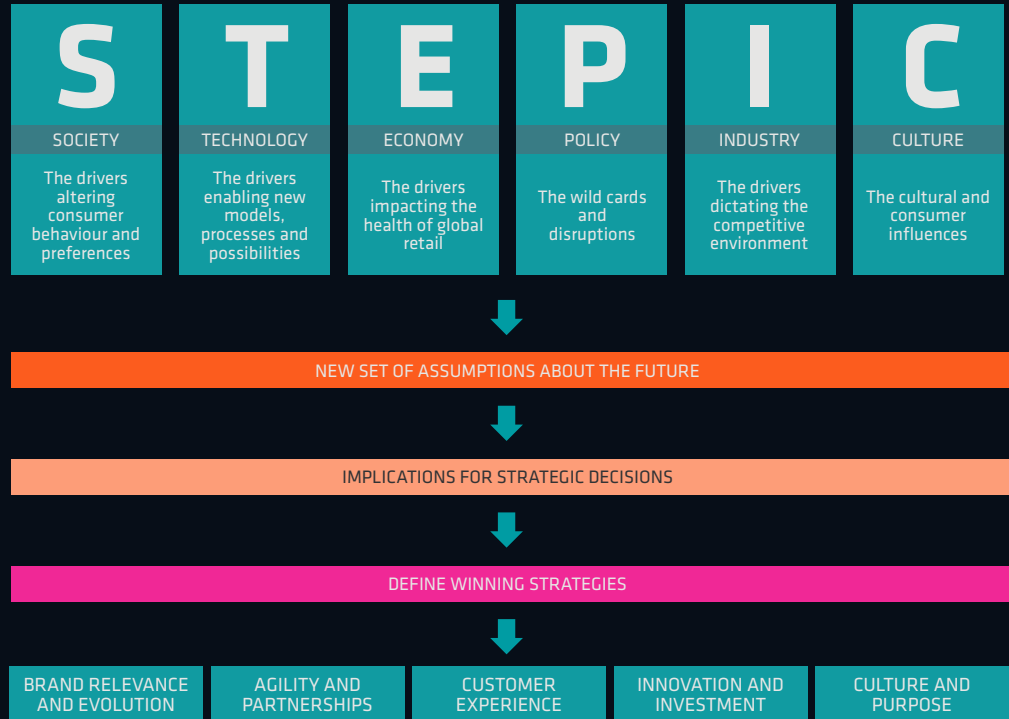 S
T
E
P
I
C
SOCIETY
TECHNOLOGY
ECONOMY
POLICY
INDUSTRY
CULTURE
The drivers
altering
consumer
behaviour and
preferences
The drivers
enabling new
models,
processes and
possibilities
The drivers
impacting the
health of global
retail
The wild cards
and
disruptions
The drivers
dictating the
competitive
environment
The cultural and
consumer
influences
NEW SET OF ASSUMPTIONS ABOUT THE FUTURE
IMPLICATIONS FOR STRATEGIC DECISIONS
DEFINE WINNING STRATEGIES
BRAND RELEVANCE
AND EVOLUTION
AGILITY AND
PARTNERSHIPS
CUSTOMER
EXPERIENCE
INNOVATION AND
INVESTMENT
CULTURE AND
PURPOSE